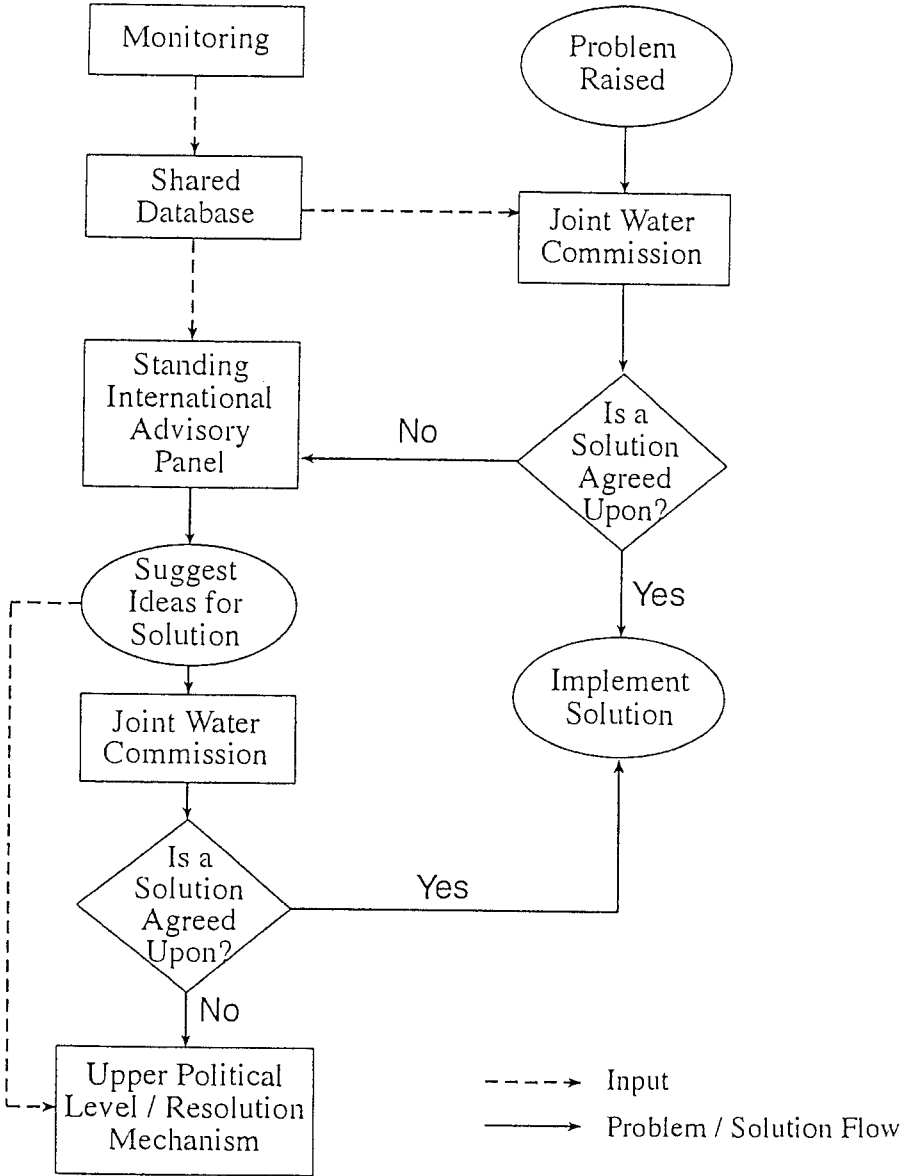 Monitoring
Problem
Raised
Shared
Database
Joint Water
Commission
Standing
International
Advisory
Panel
No
Is a
Solution
Agreed
Upon?
Suggest
Ideas for
Solution
Yes
Implement
Solution
Joint Water
Commission
Is a
Solution
Agreed
Upon?
Yes
No
Upper Political
Level / Resolution
Mechanism
Input
Problem / Solution Flow